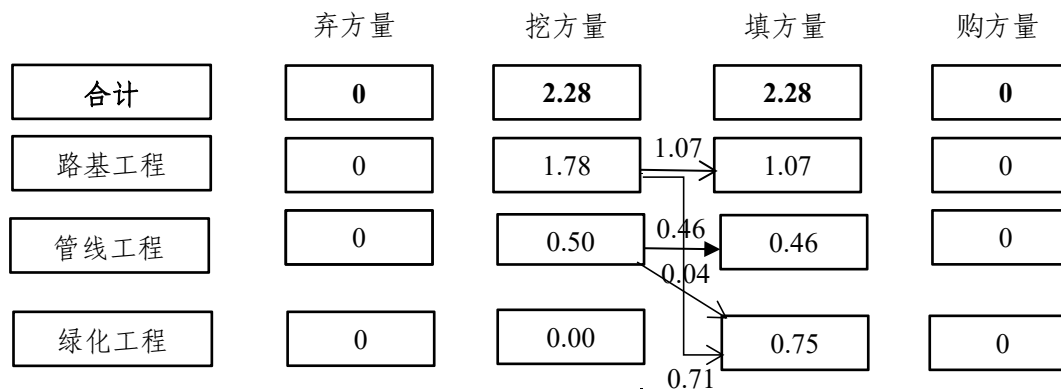 弃方量 挖方量 填方量 购方量
合计 0 2.28 2.28 0
1.07
路基工程 0 1.78 1.07 0
0.46
管线工程 0 0.50 0.46 0
0.04
绿化工程 0 0.00 0.75 0
0.71